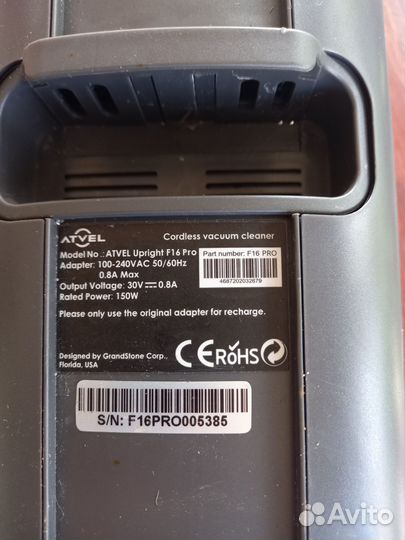 ATVEL
Cordless vacuum cleaner
Model No.: ATVEL Upright F16 Pro
Adapter: 100-240VAC 50/60Hz
0.8A Max
Output Voltage: 30V⎓0.8A
Rated Power: 150W
Part number: F16 PRO
4687202032679
Please only use the original adapter for recharge.
Designed by GrandStone Corp.,
Florida, USA
CE RoHS
S/N: F16PRO005385
Avito